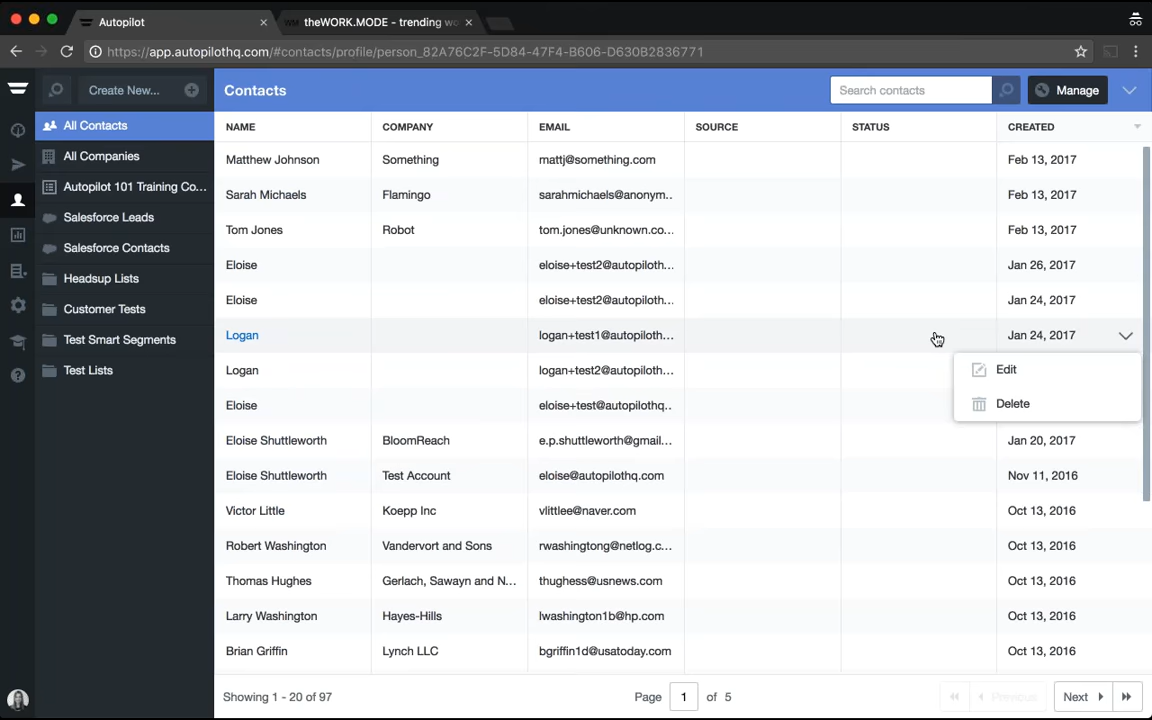 Autopilot
theWORK.MODE - trending wo
https://app.autopilothq.com/#contacts/profile/person_82A76C2F-5D84-47F4-B606-D630B2836771
Create New...
Contacts
Search contacts
Manage
All Contacts
All Companies
Autopilot 101 Training Co...
Salesforce Leads
Salesforce Contacts
Headsup Lists
Customer Tests
Test Smart Segments
Test Lists
NAME COMPANY EMAIL SOURCE STATUS CREATED
Matthew Johnson Something mattj@something.com Feb 13, 2017
Sarah Michaels Flamingo sarahmichaels@anonym.. Feb 13, 2017
Tom Jones Robot tom.jones@unknown.co... Feb 13, 2017
Eloise eloise+test2@autopiloth... Jan 26, 2017
Eloise eloise+test2@autopiloth... Jan 24, 2017
Logan logan+test1@autopiloth... Jan 24, 2017
Logan logan+test2@autopiloth...
Edit
Eloise eloise+test@autopilothq..
Delete
Eloise Shuttleworth BloomReach e.p.shuttleworth@gmail... Jan 20, 2017
Eloise Shuttleworth Test Account eloise@autopilothq.com Nov 11, 2016
Victor Little Koepp Inc vlittlee@naver.com Oct 13, 2016
Robert Washington Vandervort and Sons rwashingtong@netlog.c... Oct 13, 2016
Thomas Hughes Gerlach, Sawayn and N... thughess@usnews.com Oct 13, 2016
Larry Washington Hayes-Hills lwashington1b@hp.com Oct 13, 2016
Brian Griffin Lynch LLC bgriffin1d@usatoday.com Oct 13, 2016
Showing 1 - 20 of 97
Page 1 of 5
Previous
Next